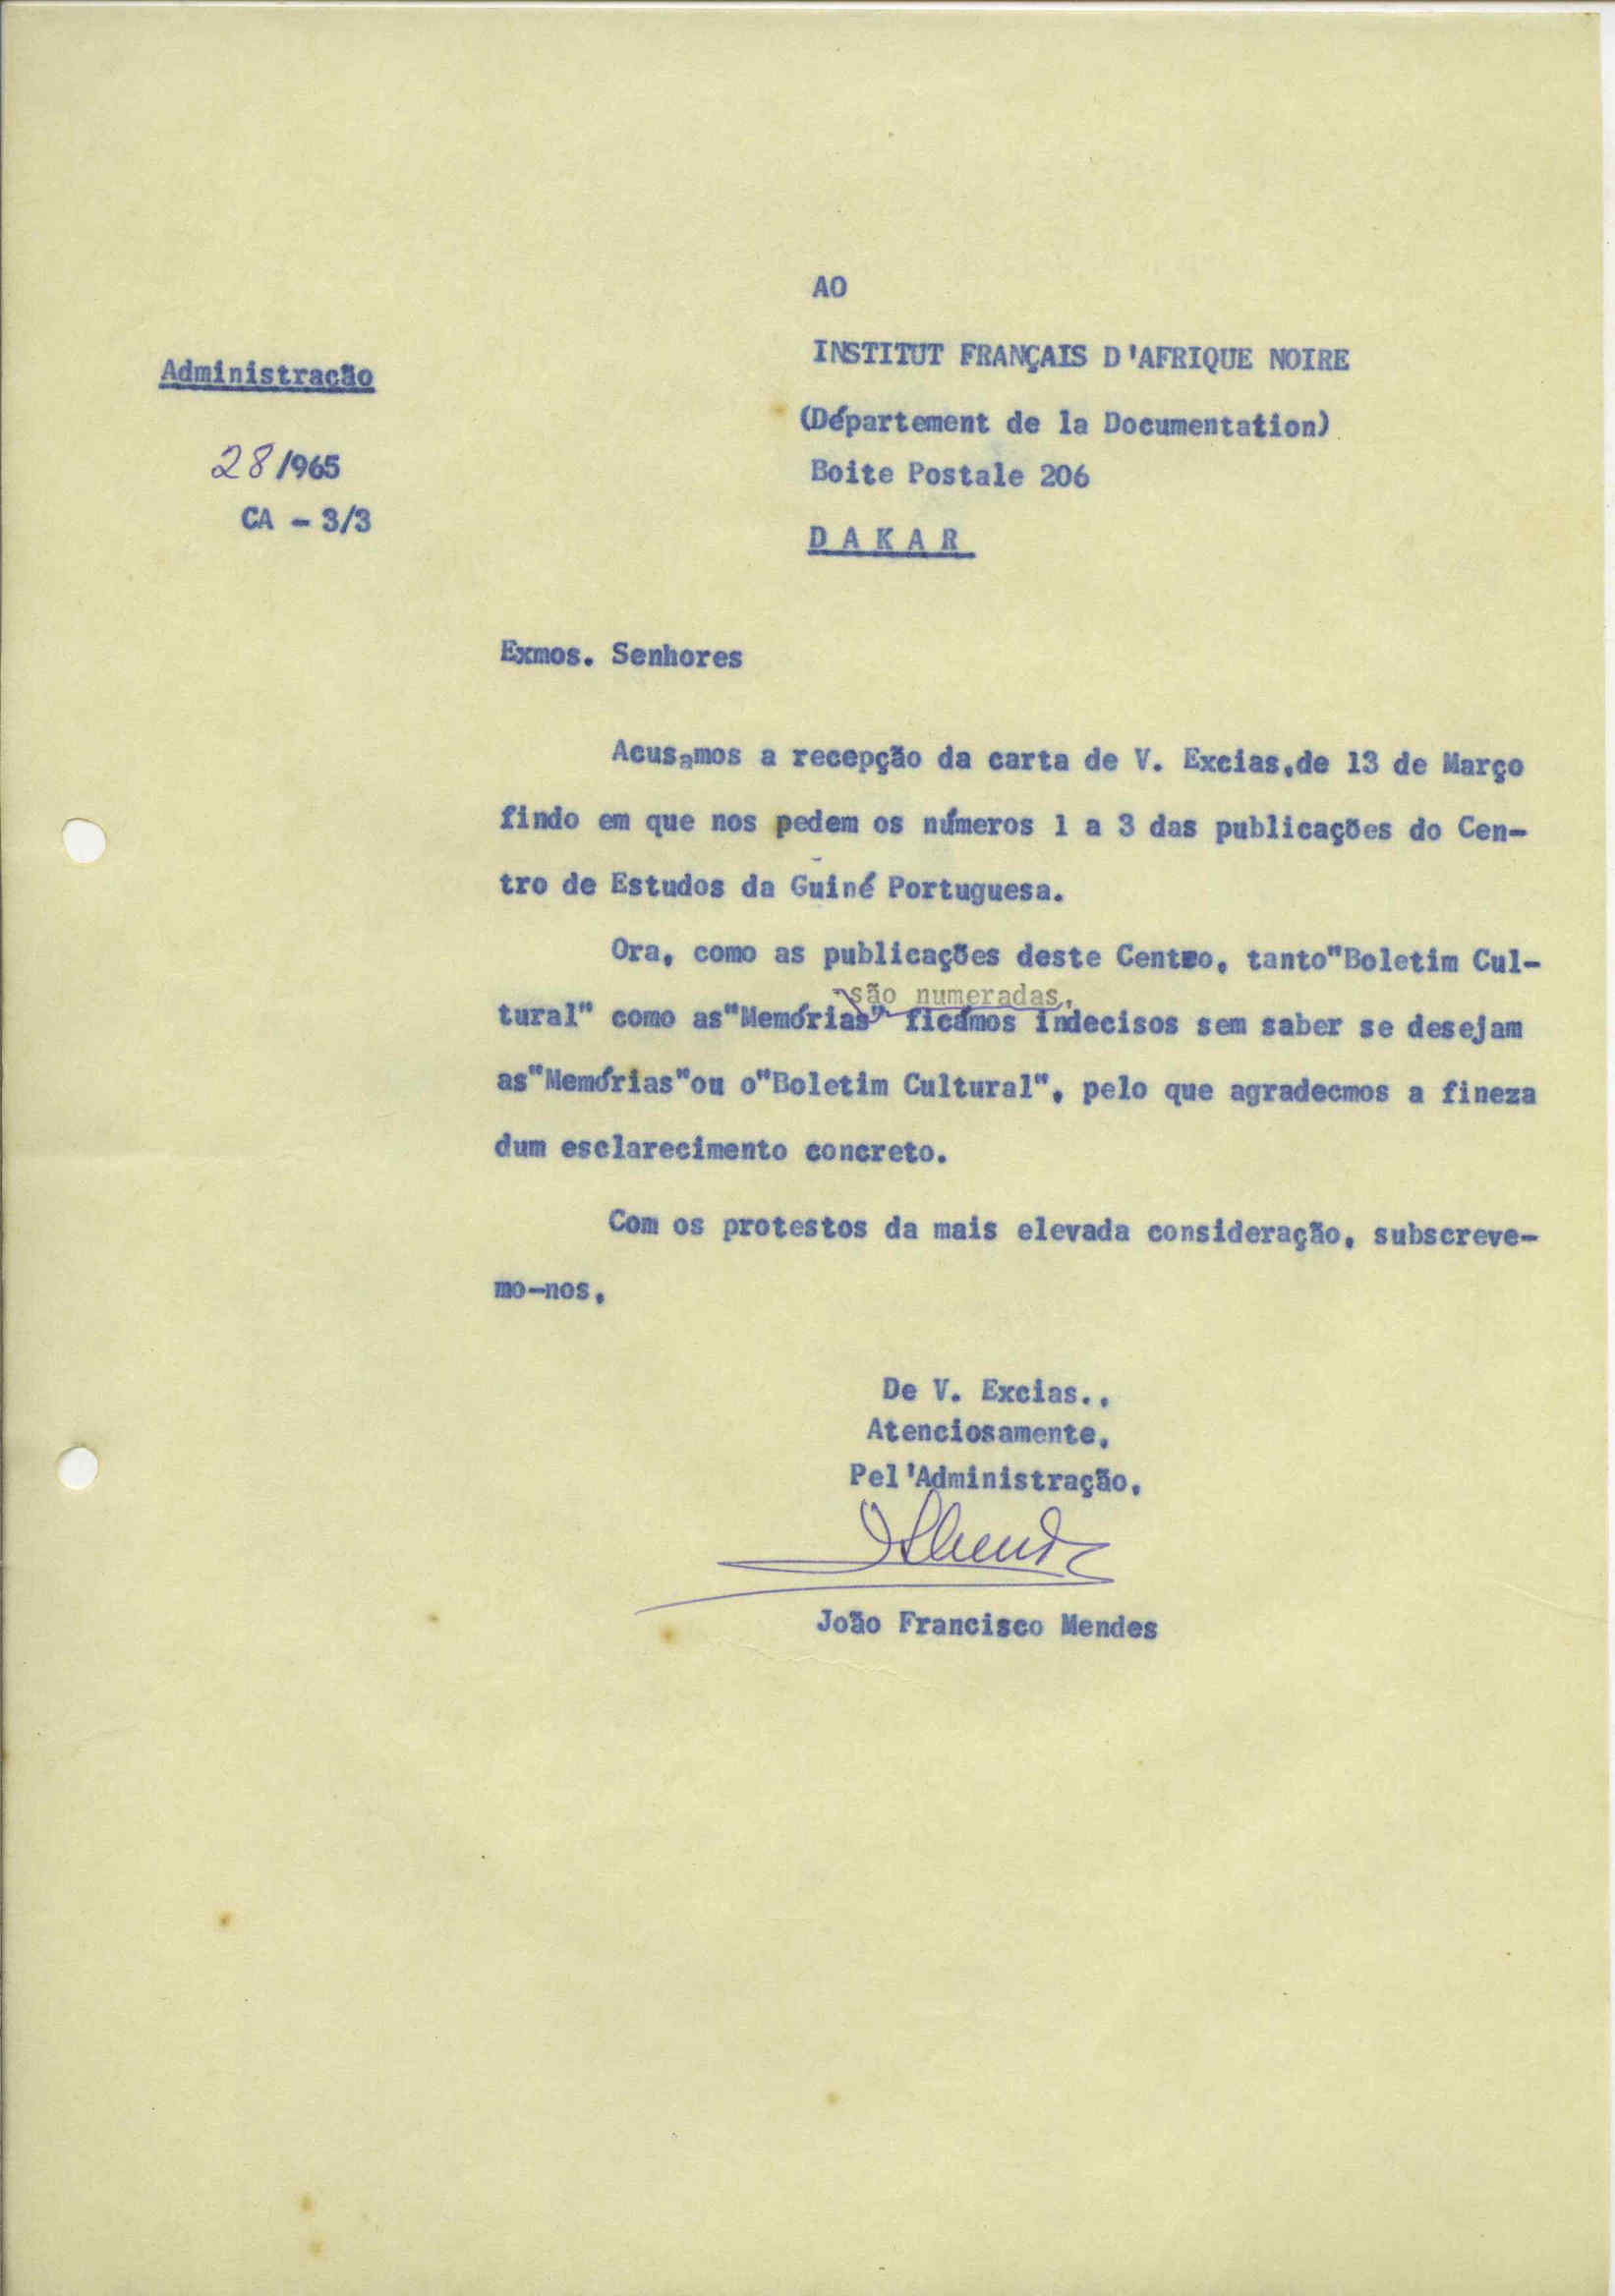 AO
INSTITUT FRANÇAIS D'AFRIQUE NOIRE
Administração
(Département de la Documentation)
28/965
Boite Postale 206
CA - 3/3
DAKAR
Exmos. Senhores
Acusamos a recepção da carta de V. Excias,de 13 de Março
findo em que nos pedem os números 1 a 3 das publicações do Cen-
tro de Estudos da Guiné Portuguesa.
Ora, como as publicações deste Centro, tanto"Boletim Cul-
são numeradas,
tural" como as"Memórias" ficámos indecisos sem saber se desejam
as"Memórias"ou o"Boletim Cultural", pelo que agradecmos a fineza
dum esclarecimento concreto.
Com os protestos da mais elevada consideração, subscreve-
mo-nos,
De V. Excias.,
Atenciosamente,
Pel'Administração,
João Francisco Mendes